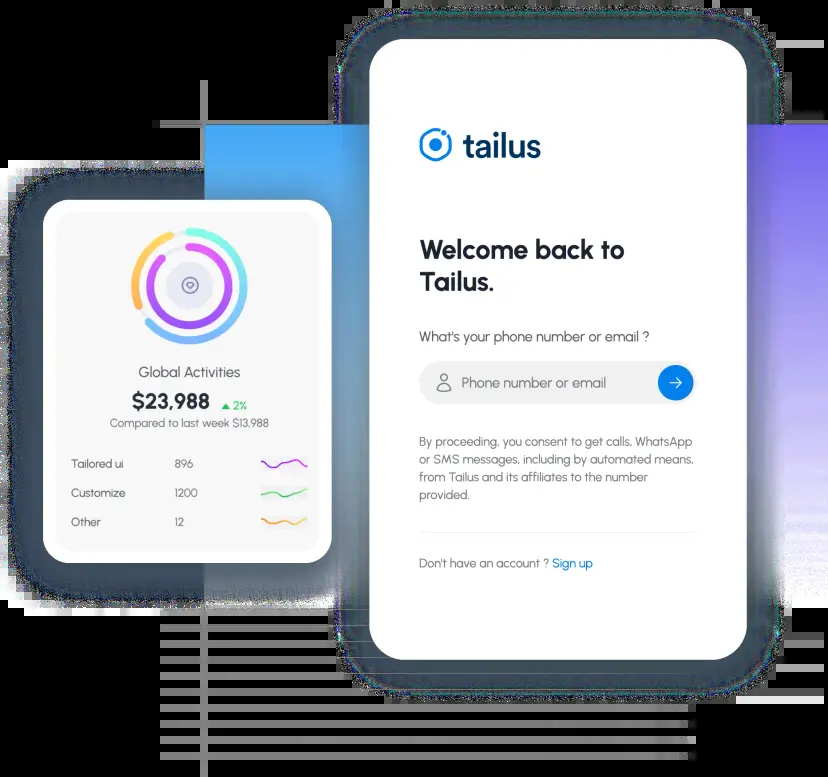 tailus
Welcome back to
Tailus.
What's your phone number or email ?
Phone number or email
By proceeding, you consent to get calls, WhatsApp
or SMS messages, including by automated means,
from Tailus and its affiliates to the number
provided.
Don't have an account ? Sign up
Global Activities
$23,988 2%
Compared to last week $13,988
Tailored ui 896
Customize 1200
Other 12